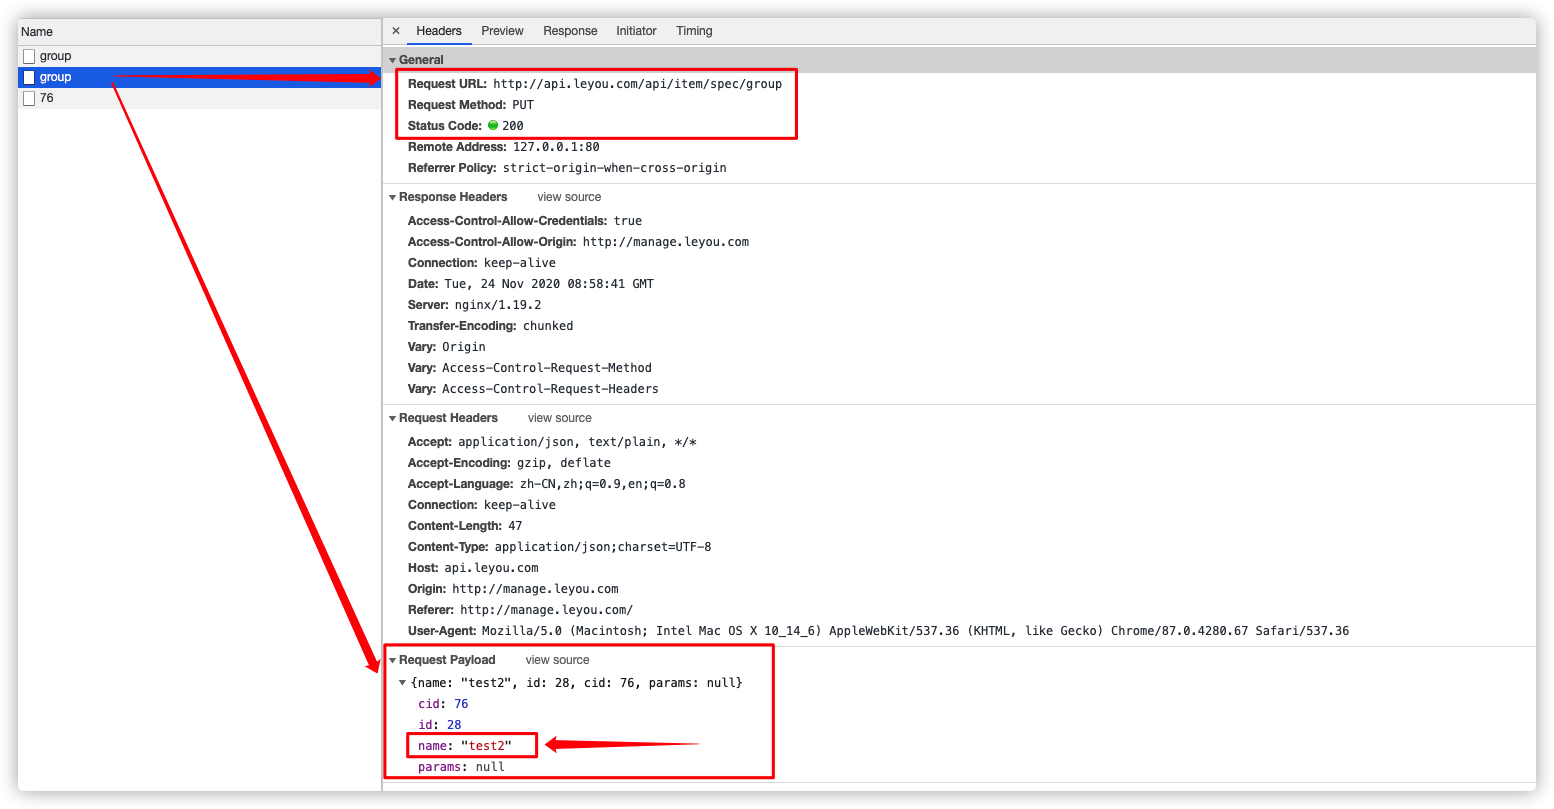 Name
group
group
76
× Headers Preview Response Initiator Timing
General
Request URL: http://api.leyou.com/api/item/spec/group
Request Method: PUT
Status Code: 200
Remote Address: 127.0.0.1:80
Referrer Policy: strict-origin-when-cross-origin
Response Headers view source
Access-Control-Allow-Credentials: true
Access-Control-Allow-Origin: http://manage.leyou.com
Connection: keep-alive
Date: Tue, 24 Nov 2020 08:58:41 GMT
Server: nginx/1.19.2
Transfer-Encoding: chunked
Vary: Origin
Vary: Access-Control-Request-Method
Vary: Access-Control-Request-Headers
Request Headers view source
Accept: application/json, text/plain, */*
Accept-Encoding: gzip, deflate
Accept-Language: zh-CN,zh;q=0.9,en;q=0.8
Connection: keep-alive
Content-Length: 47
Content-Type: application/json;charset=UTF-8
Host: api.leyou.com
Origin: http://manage.leyou.com
Referer: http://manage.leyou.com/
User-Agent: Mozilla/5.0 (Macintosh; Intel Mac OS X 10_14_6) AppleWebKit/537.36 (KHTML, like Gecko) Chrome/87.0.4280.67 Safari/537.36
Request Payload view source
{name: "test2", id: 28, cid: 76, params: null}
cid: 76
id: 28
name: "test2"
params: null